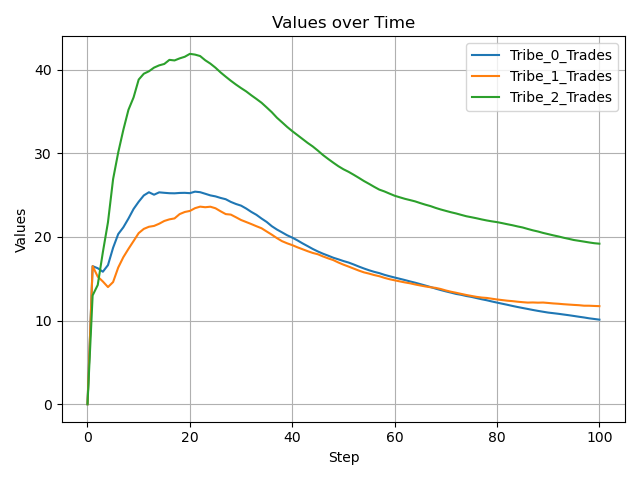 Values over Time
Tribe_0_Trades
Tribe_1_Trades
Tribe_2_Trades
Values
40
30
20
10
0
0 20 40 60 80 100
Step